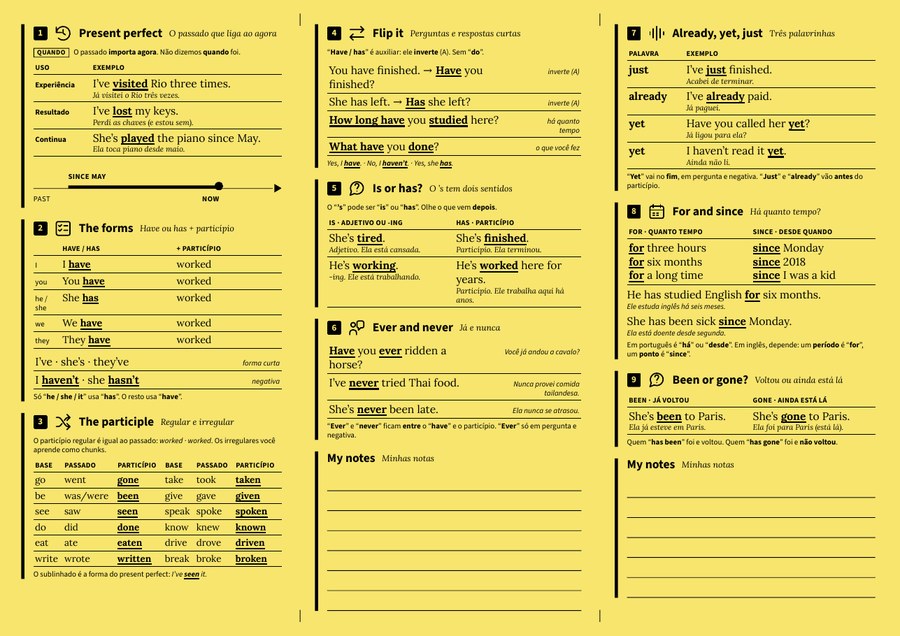 1 Present perfect O passado que liga ao agora
QUANDO O passado importa agora. Não dizemos quando foi.
USO EXEMPLO
Experiência I've visited Rio three times.
Já visitei o Rio três vezes.
Resultado I've lost my keys.
Perdi as chaves (e estou sem).
Continua She's played the piano since May.
Ela toca piano desde maio.
SINCE MAY
PAST NOW
2 The forms Have ou has + particípio
HAVE / HAS + PARTICÍPIO
I I have worked
you You have worked
he / she She has worked
we We have worked
they They have worked
I've · she's · they've forma curta
I haven't · she hasn't negativa
Só "he / she / it" usa "has". O resto usa "have".
3 The participle Regular e irregular
O particípio regular é igual ao passado: worked · worked. Os irregulares você
aprende como chunks.
BASE PASSADO PARTICÍPIO BASE PASSADO PARTICÍPIO
go went gone take took taken
be was/were been give gave given
see saw seen speak spoke spoken
do did done know knew known
eat ate eaten drive drove driven
write wrote written break broke broken
O sublinhado é a forma do present perfect: I've seen it.
4 Flip it Perguntas e respostas curtas
"Have / has" é auxiliar: ele inverte (A). Sem "do".
You have finished. → Have you finished? inverte (A)
She has left. → Has she left? inverte (A)
How long have you studied here? há quanto tempo
What have you done? o que você fez
Yes, I have. · No, I haven't. · Yes, she has.
5 Is or has? O 's tem dois sentidos
O "'s" pode ser "is" ou "has". Olhe o que vem depois.
IS · ADJETIVO OU -ING HAS · PARTICÍPIO
She's tired. She's finished.
Adjetivo. Ela está cansada. Particípio. Ela terminou.
He's working. He's worked here for years.
-ing. Ele está trabalhando. Particípio. Ele trabalha aqui há anos.
6 Ever and never Já e nunca
Have you ever ridden a horse? Você já andou a cavalo?
I've never tried Thai food. Nunca provei comida tailandesa.
She's never been late. Ela nunca se atrasou.
"Ever" e "never" ficam entre o "have" e o particípio. "Ever" só em pergunta e
negativa.
My notes Minhas notas
7 Already, yet, just Três palavrinhas
PALAVRA EXEMPLO
just I've just finished.
Acabei de terminar.
already I've already paid.
Já paguei.
yet Have you called her yet?
Já ligou para ela?
yet I haven't read it yet.
Ainda não li.
"Yet" vai no fim, em pergunta e negativa. "Just" e "already" vão antes do
particípio.
8 For and since Há quanto tempo?
FOR · QUANTO TEMPO SINCE · DESDE QUANDO
for three hours since Monday
for six months since 2018
for a long time since I was a kid
He has studied English for six months.
Ele estuda inglês há seis meses.
She has been sick since Monday.
Ela está doente desde segunda.
Em português é "há" ou "desde". Em inglês, depende: um período é "for",
um ponto é "since".
9 Been or gone? Voltou ou ainda está lá
BEEN · JÁ VOLTOU GONE · AINDA ESTÁ LÁ
She's been to Paris. She's gone to Paris.
Ela já esteve em Paris. Ela foi para Paris (está lá).
Quem "has been" foi e voltou. Quem "has gone" foi e não voltou.
My notes Minhas notas